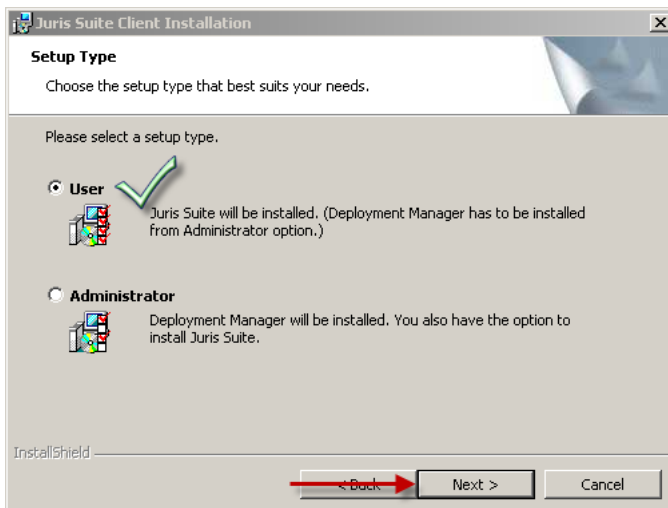 Juris Suite Client Installation
Setup Type
Choose the setup type that best suits your needs.
Please select a setup type.
User
Juris Suite will be installed. (Deployment Manager has to be installed
from Administrator option.)
Administrator
Deployment Manager will be installed. You also have the option to
install Juris Suite.
InstallShield
< Back
Next >
Cancel